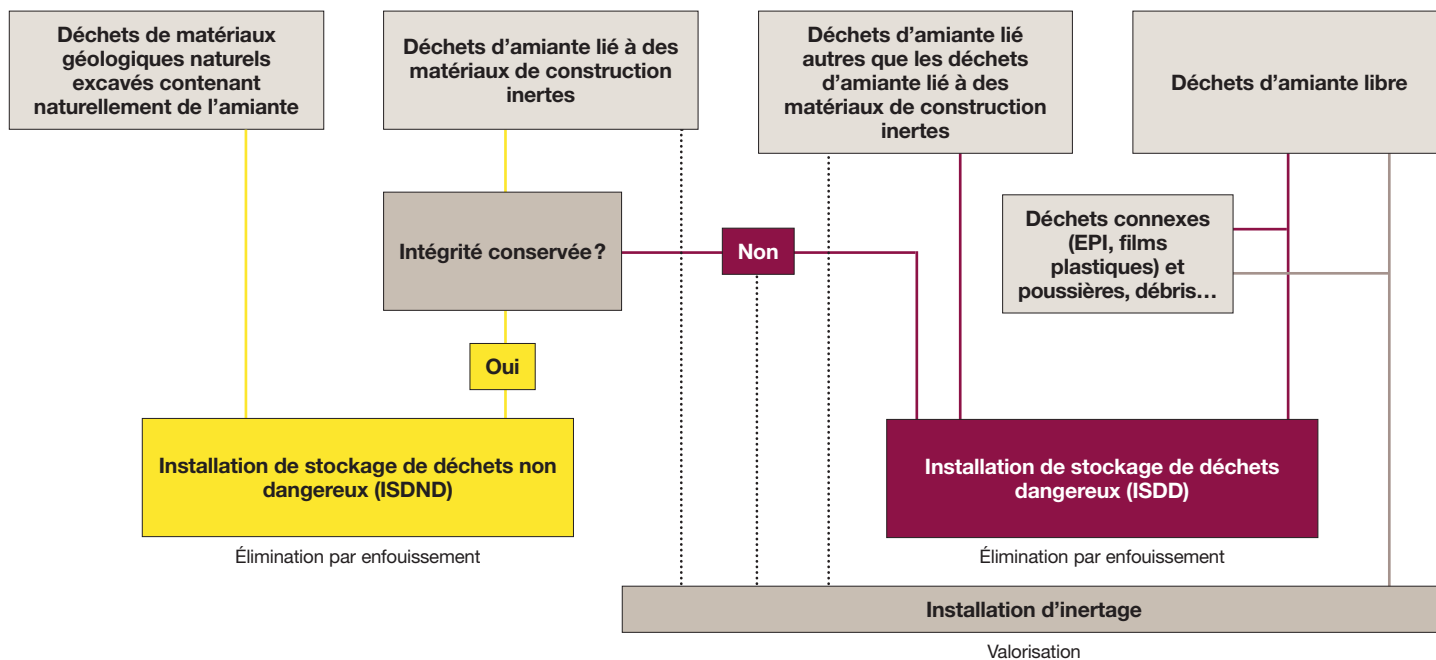 Déchets de matériaux
géologiques naturels
excavés contenant
naturellement de l'amiante
Déchets d'amiante lié à des
matériaux de construction
inertes
Déchets d'amiante lié
autres que les déchets
d'amiante lié à des
matériaux de construction
inertes
Déchets d'amiante libre
Intégrité conservée ?
Non
Déchets connexes
(EPI, films
plastiques) et
poussières, débris…
Oui
Installation de stockage de déchets non
dangereux (ISDND)
Élimination par enfouissement
Installation de stockage de déchets
dangereux (ISDD)
Élimination par enfouissement
Installation d'inertage
Valorisation